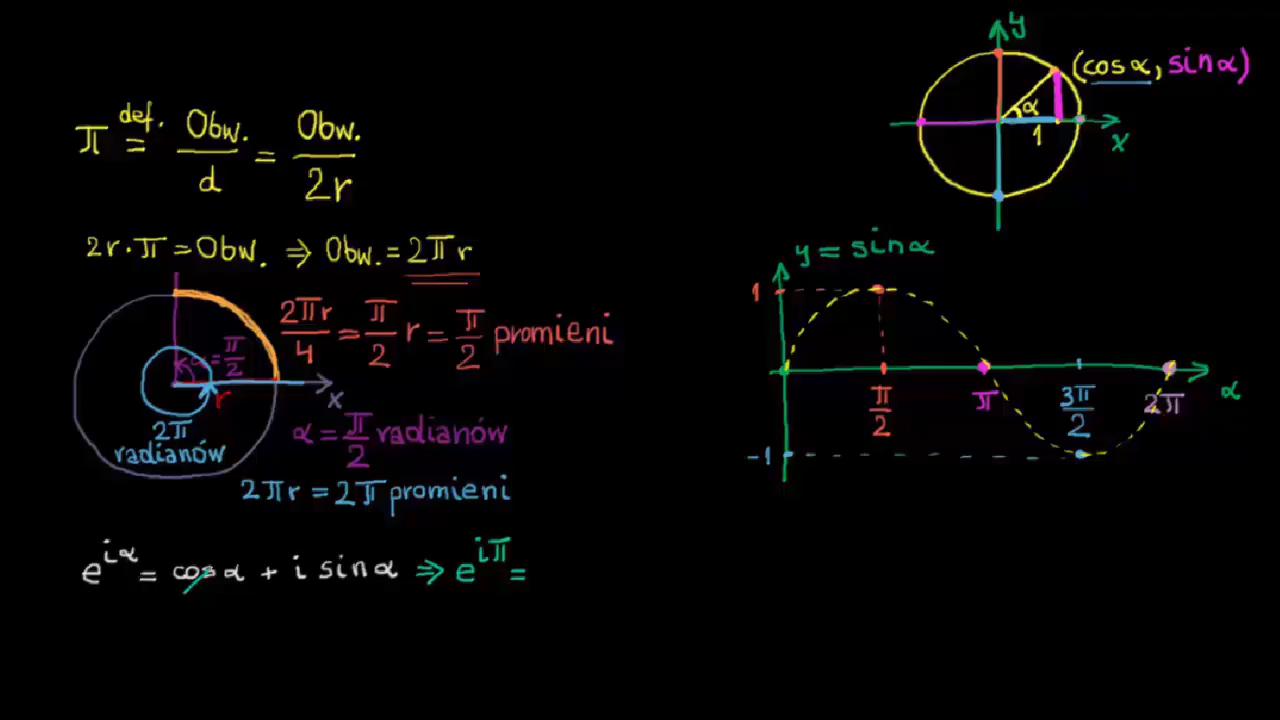 π def. = Obw./d = Obw./2r
2r·π = Obw. ⇒ Obw. = 2πr
2πr/4 = π/2 r = π/2 promieni
α = π/2
r
x
2π
radianów
α = π/2 radianów
2πr = 2π promieni
e^{iα} = cos α + i sin α ⇒ e^{iπ} =
y
(cos α, sin α)
α
1
x
y = sin α
1
π/2
π
3π/2
2π
α
-1